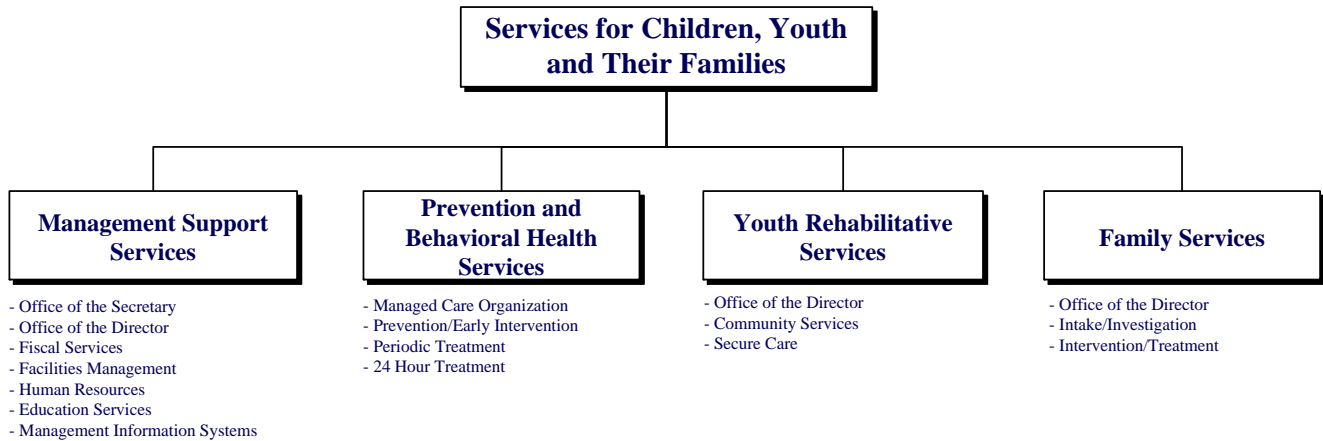 Services for Children, Youth
and Their Families
Management Support
Services
- Office of the Secretary
- Office of the Director
- Fiscal Services
- Facilities Management
- Human Resources
- Education Services
- Management Information Systems
Prevention and
Behavioral Health
Services
- Managed Care Organization
- Prevention/Early Intervention
- Periodic Treatment
- 24 Hour Treatment
Youth Rehabilitative
Services
- Office of the Director
- Community Services
- Secure Care
Family Services
- Office of the Director
- Intake/Investigation
- Intervention/Treatment